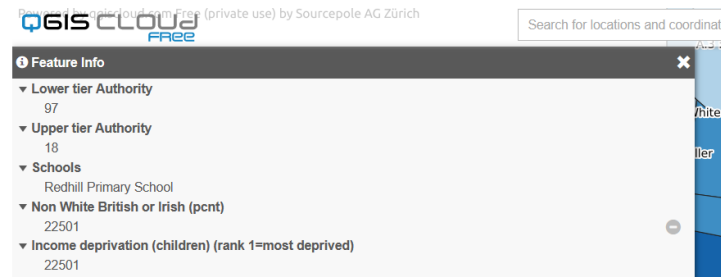 Powered by qgiscloud.com Free (private use) by Sourcepole AG Zürich
QGIS CLOUD
FREE
Search for locations and coordinat
Feature Info
Lower tier Authority
97
Upper tier Authority
18
Schools
Redhill Primary School
Non White British or Irish (pcnt)
22501
Income deprivation (children) (rank 1=most deprived)
22501
White
ller